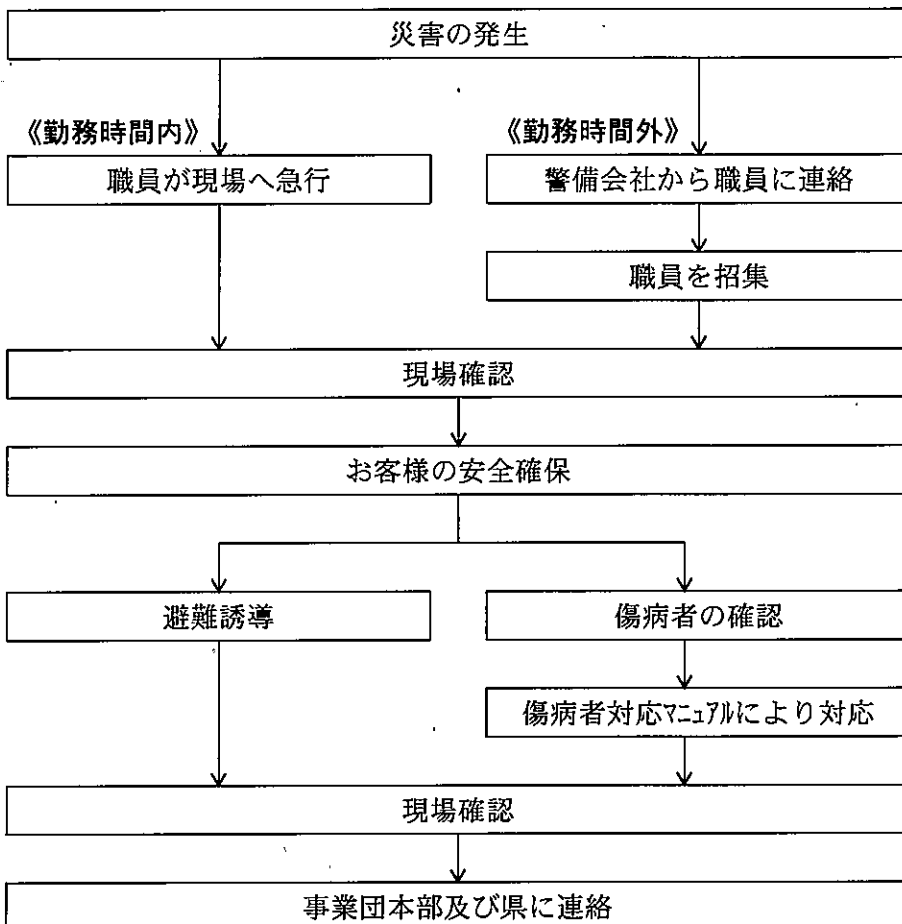 災害の発生
《勤務時間内》
《勤務時間外》
職員が現場へ急行
警備会社から職員に連絡
職員を招集
現場確認
お客様の安全確保
避難誘導
傷病者の確認
傷病者対応マニュアルにより対応
現場確認
事業団本部及び県に連絡